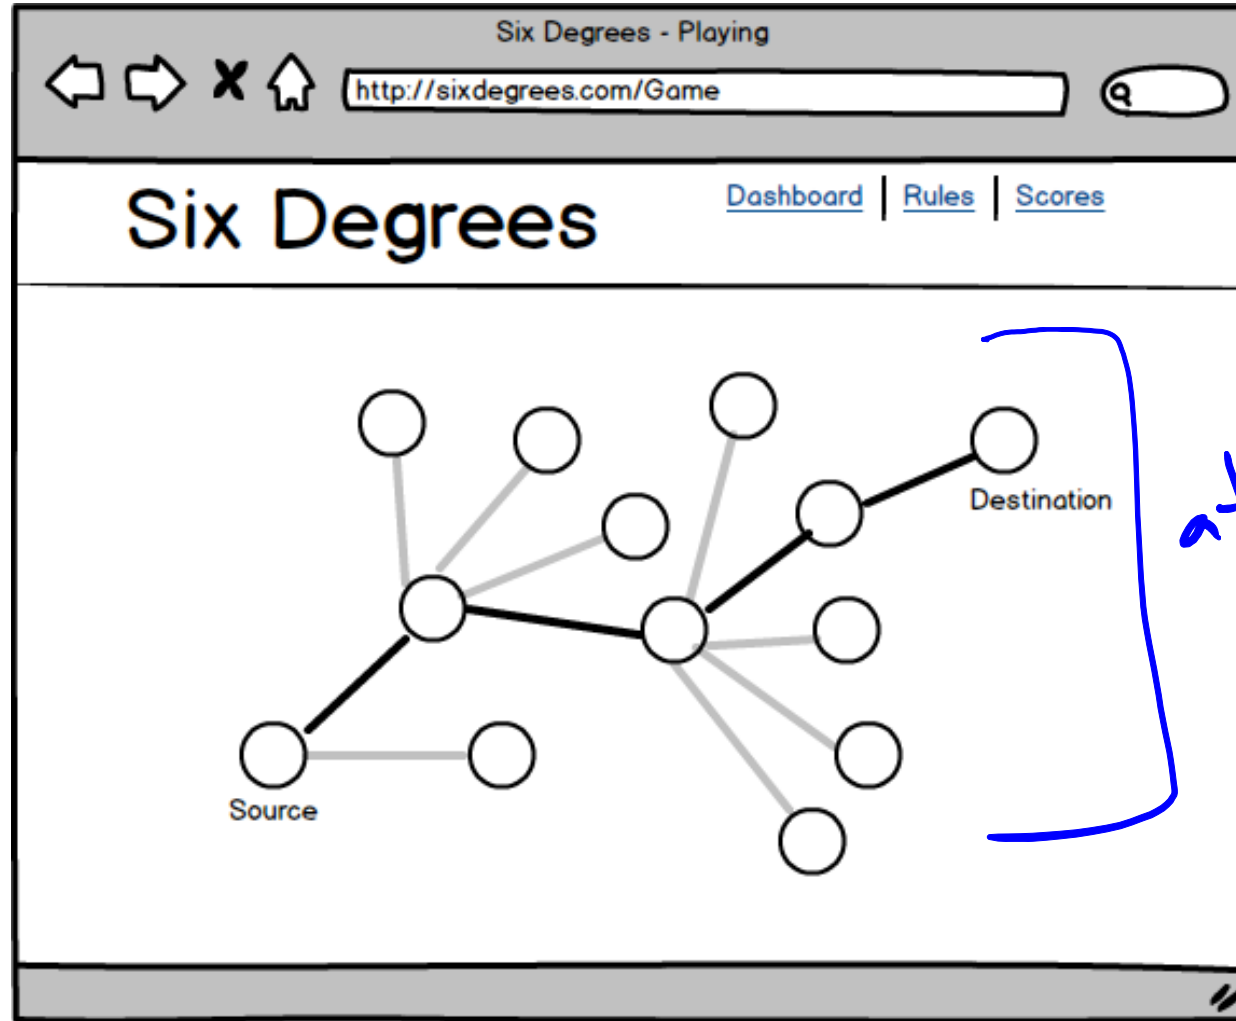 Six Degrees - Playing
http://sixdegrees.com/Game
Six Degrees
Dashboard | Rules | Scores
Destination
Source